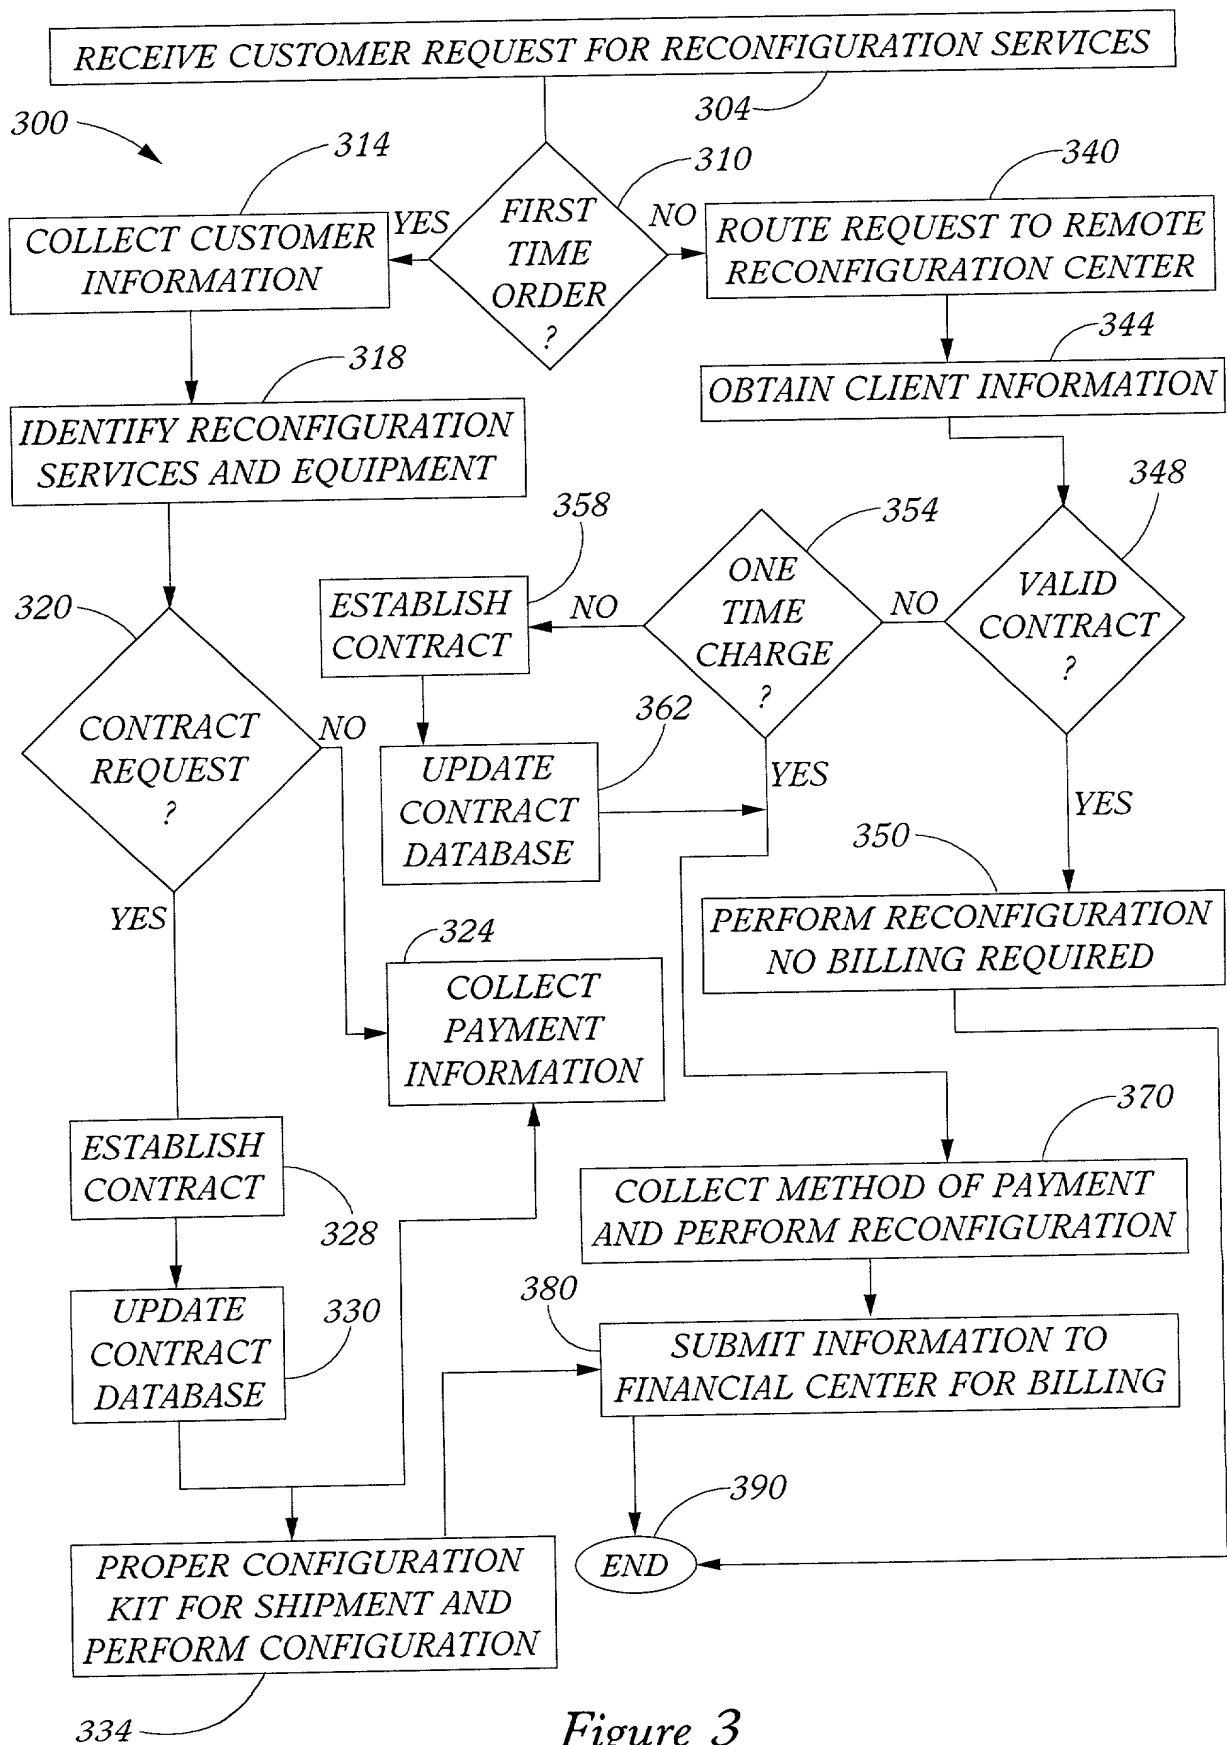 RECEIVE CUSTOMER REQUEST FOR RECONFIGURATION SERVICES
304
300
314
310
340
COLLECT CUSTOMER
INFORMATION
YES
FIRST
TIME
ORDER
?
NO
ROUTE REQUEST TO REMOTE
RECONFIGURATION CENTER
318
344
IDENTIFY RECONFIGURATION
SERVICES AND EQUIPMENT
OBTAIN CLIENT INFORMATION
358
354
348
320
ESTABLISH
CONTRACT
NO
ONE
TIME
CHARGE
?
NO
VALID
CONTRACT
?
CONTRACT
REQUEST
?
NO
362
UPDATE
CONTRACT
DATABASE
YES
YES
350
YES
324
COLLECT
PAYMENT
INFORMATION
PERFORM RECONFIGURATION
NO BILLING REQUIRED
370
ESTABLISH
CONTRACT
328
COLLECT METHOD OF PAYMENT
AND PERFORM RECONFIGURATION
380
UPDATE
CONTRACT
DATABASE
330
SUBMIT INFORMATION TO
FINANCIAL CENTER FOR BILLING
390
END
PROPER CONFIGURATION
KIT FOR SHIPMENT AND
PERFORM CONFIGURATION
334
Figure 3